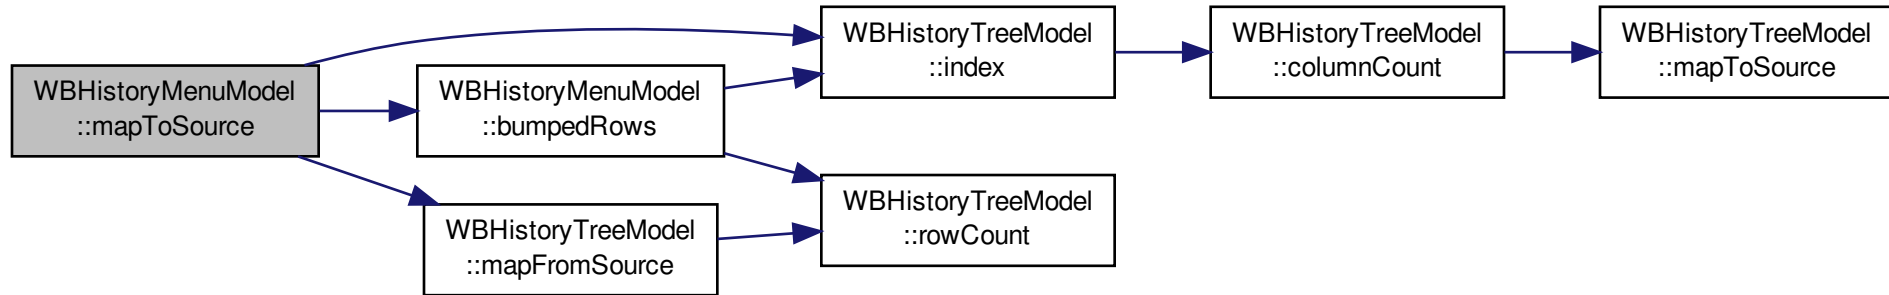 WBHistoryMenuModel
::mapToSource
WBHistoryMenuModel
::bumpedRows
WBHistoryTreeModel
::mapFromSource
WBHistoryTreeModel
::index
WBHistoryTreeModel
::rowCount
WBHistoryTreeModel
::columnCount
WBHistoryTreeModel
::mapToSource